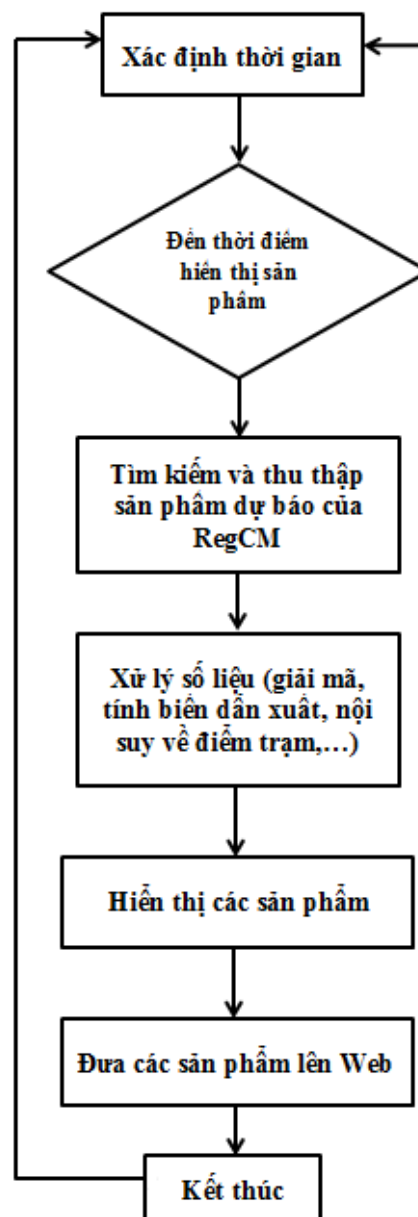 Xác định thời gian
Đến thời điểm
hiển thị sản
phẩm
Tìm kiếm và thu thập
sản phẩm dự báo của
RegCM
Xử lý số liệu (giải mã,
tính biến dẫn xuất, nội
suy về điểm trạm,…)
Hiển thị các sản phẩm
Đưa các sản phẩm lên Web
Kết thúc